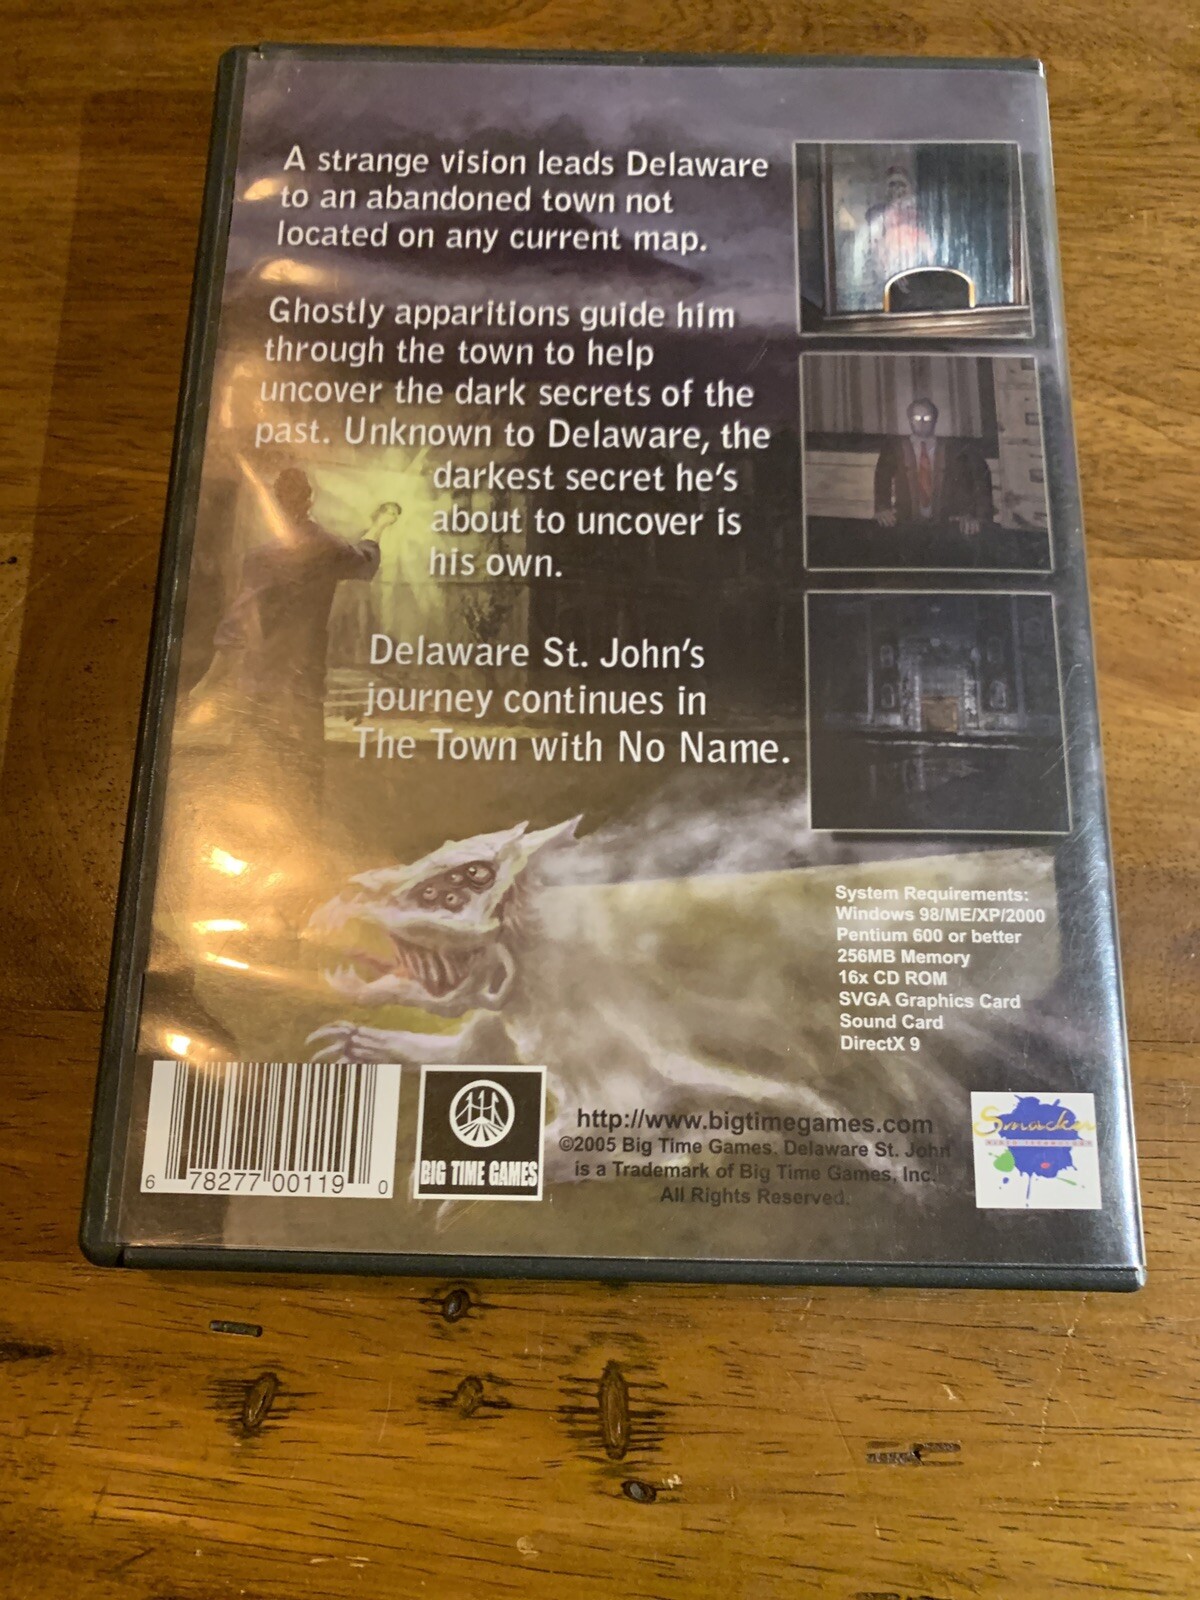 A strange vision leads Delaware
to an abandoned town not
located on any current map.
Ghostly apparitions guide him
through the town to help
uncover the dark secrets of the
past. Unknown to Delaware, the
darkest secret he's
about to uncover is
his own.
Delaware St. John's
journey continues in
The Town with No Name.
System Requirements:
Windows 98/ME/XP/2000
Pentium 600 or better
256MB Memory
16x CD ROM
SVGA Graphics Card
Sound Card
DirectX 9
6 78277 00119 0
BIG TIME GAMES
http://www.bigtimegames.com
©2005 Big Time Games. Delaware St. John
is a Trademark of Big Time Games, Inc.
All Rights Reserved.
Smacker
VIDEO TECHNOLOGY